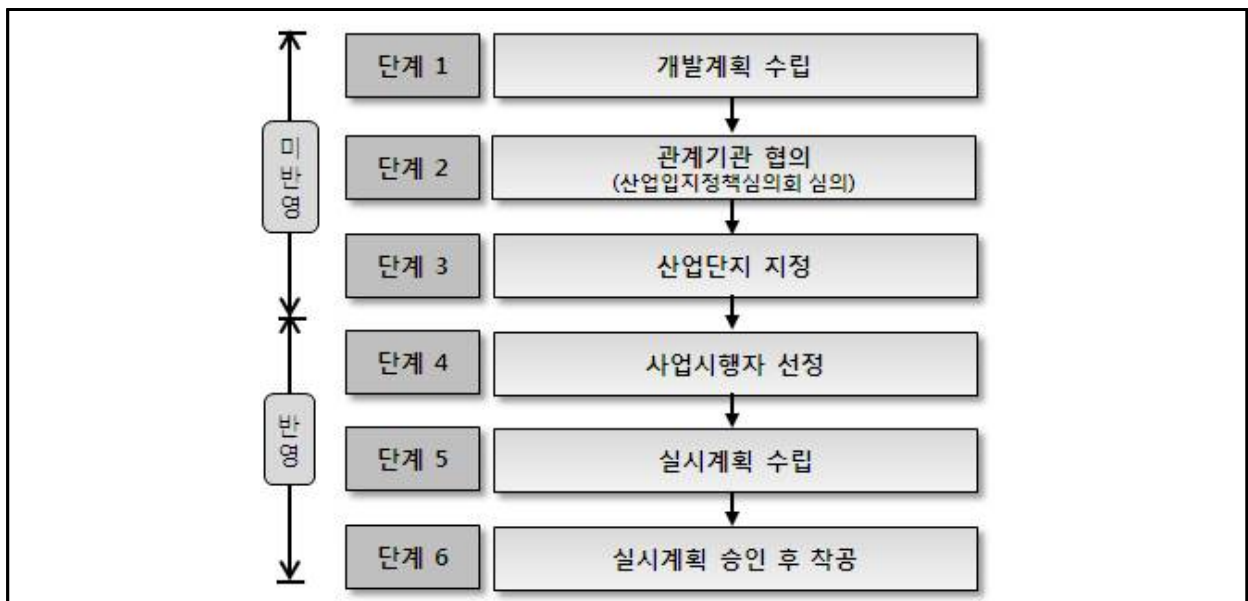 단계 1
개발계획 수립
미반영
단계 2
관계기관 협의
(산업입지정책심의회 심의)
단계 3
산업단지 지정
단계 4
사업시행자 선정
반영
단계 5
실시계획 수립
단계 6
실시계획 승인 후 착공